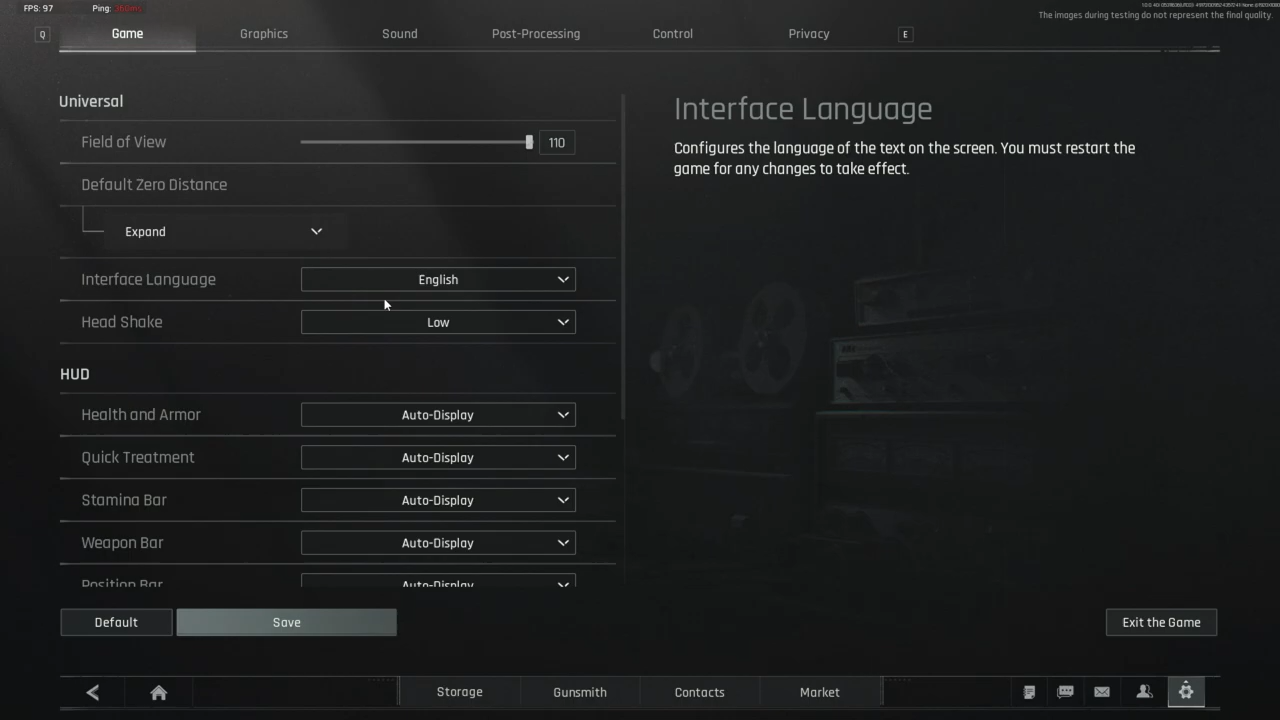 FPS: 97 Ping:
The images during testing do not represent the final quality.
Q Game Graphics Sound Post-Processing Control Privacy E
Universal
Field of View 110
Default Zero Distance
Expand
Interface Language English
Head Shake Low
HUD
Health and Armor Auto-Display
Quick Treatment Auto-Display
Stamina Bar Auto-Display
Weapon Bar Auto-Display
Position Bar Auto-Display
Interface Language
Configures the language of the text on the screen. You must restart the
game for any changes to take effect.
Default Save Exit the Game
Storage Gunsmith Contacts Market